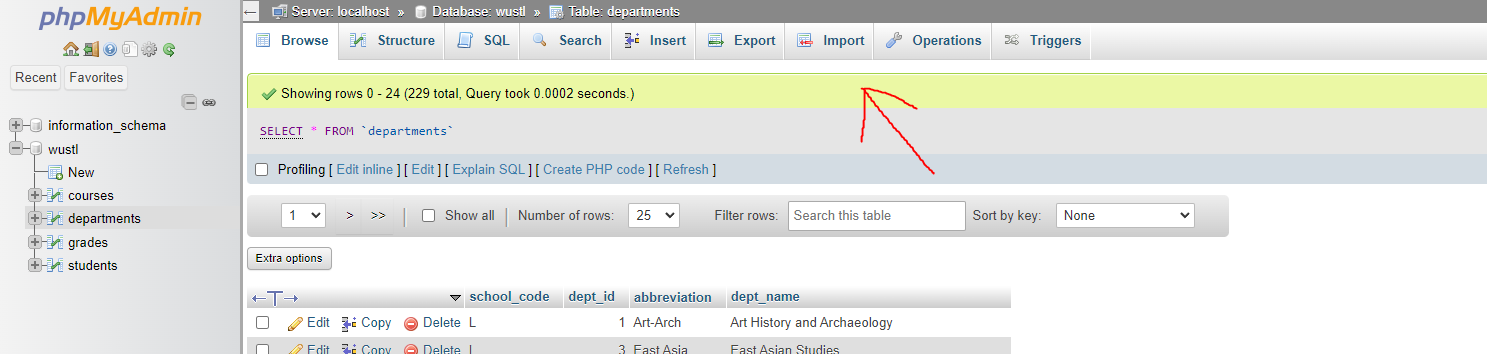 phpMyAdmin
Recent Favorites
information_schema
wustl
New
courses
departments
grades
students
Server: localhost » Database: wustl » Table: departments
Browse Structure SQL Search Insert Export Import Operations Triggers
Showing rows 0 - 24 (229 total, Query took 0.0002 seconds.)
SELECT * FROM `departments`
Profiling [ Edit inline ] [ Edit ] [ Explain SQL ] [ Create PHP code ] [ Refresh ]
1 > >> Show all Number of rows: 25 Filter rows: Search this table Sort by key: None
Extra options
school_code dept_id abbreviation dept_name
Edit Copy Delete L 1 Art-Arch Art History and Archaeology
Edit Copy Delete L 3 East Asia East Asian Studies